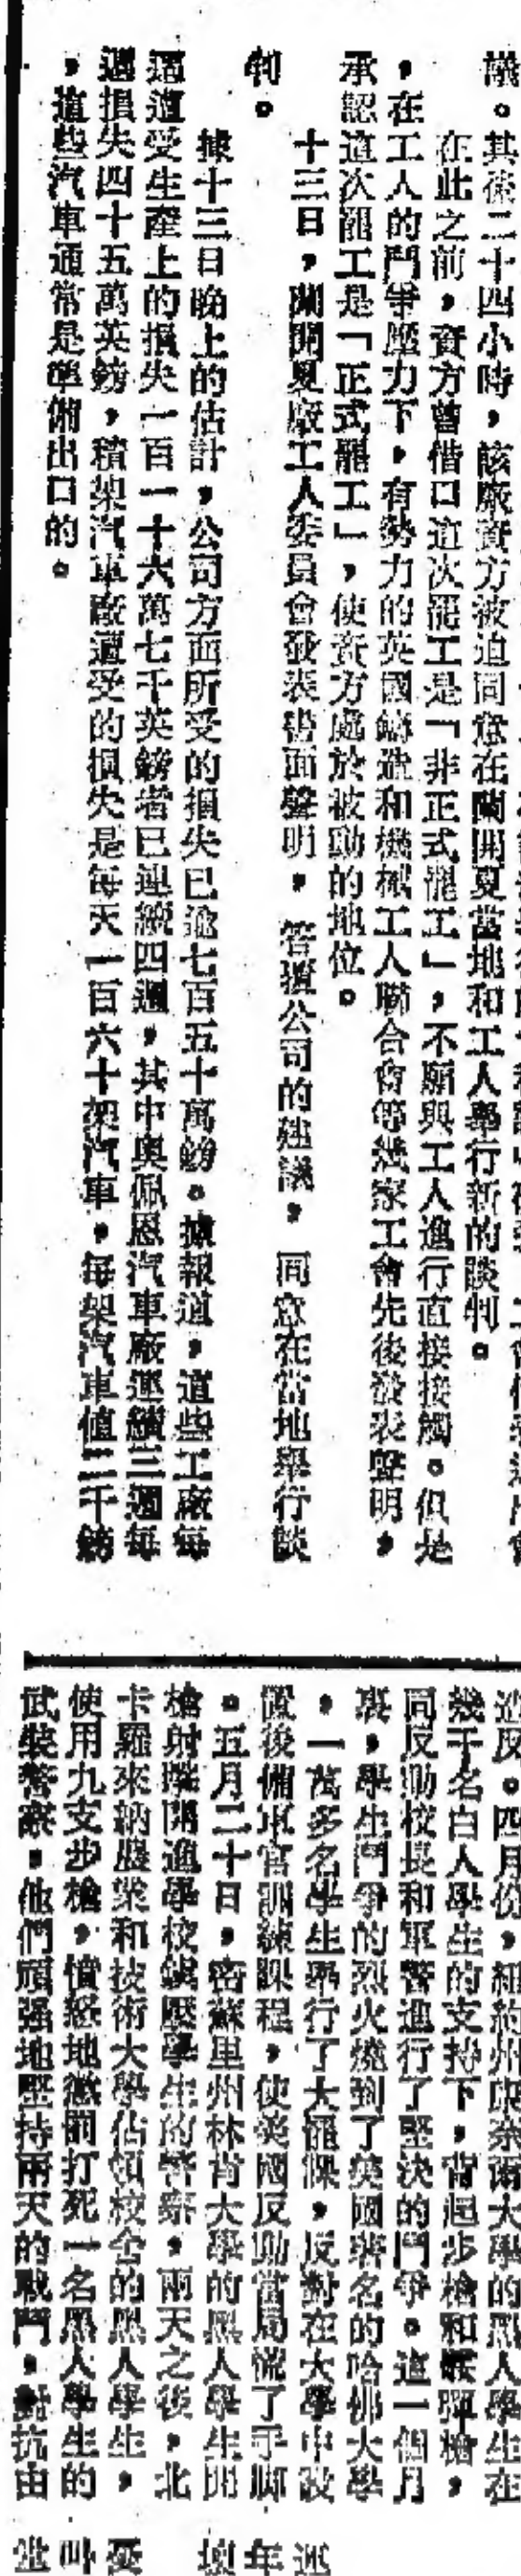 議。其後二十四小時，該廠資方被迫同意在蘭開夏當地和工人舉行新的談判。
在此之前，資方曾借口這次罷工是「非正式罷工」，不願與工人進行直接接觸。但是
，在工人的鬥爭壓力下，有勢力的英國鑄造和機械工人聯合會等幾家工會先後發表聲明，
承認這次罷工是「正式罷工」，使資方處於被動的地位。
十三日，蘭開夏廠工人委員會發表書面聲明，答復公司的建議，同意在當地舉行談
判。
據十三日晚上的估計，公司方面所受的損失已逾七百五十萬鎊。據報道，這些工廠每
週遭受生產上的損失一百一十六萬七千英鎊者已連續四週，其中奧佩恩汽車廠連續三週每
週損失四十五萬英鎊，積架汽車廠遭受的損失是每天一百六十架汽車，每架汽車值二千鎊
，這些汽車通常是準備出口的。
造反。四月份，紐約州康奈爾大學的黑人學生在
幾千名白人學生的支持下，背起步槍和霰彈槍，
同反動校長和軍警進行了堅決的鬥爭。這一個月
裏，學生鬥爭的烈火燒到了美國著名的哈佛大學
，一萬多名學生舉行了大罷課，反對在大學中設
置後備軍官訓練課程，使美國反動當局慌了手脚
。五月二十日，密蘇里州林肯大學的黑人學生開
槍射擊開進學校鎮壓學生的警察，兩天之後，北
卡羅來納農業和技術大學佔領校舍的黑人學生，
使用九支步槍，憤怒地懲罰打死一名黑人學生的
武裝警察，他們頑强地堅持兩天的戰鬥，對抗由
年
叫